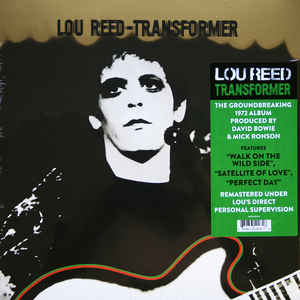 LOU REED-TRANSFORMER
LOU REED
TRANSFORMER
THE GROUNDBREAKING
1972 ALBUM
PRODUCED BY
DAVID BOWIE
& MICK RONSON
FEATURES
"WALK ON THE
WILD SIDE",
"SATELLITE OF LOVE",
"PERFECT DAY"
REMASTERED UNDER
LOU'S DIRECT
PERSONAL SUPERVISION